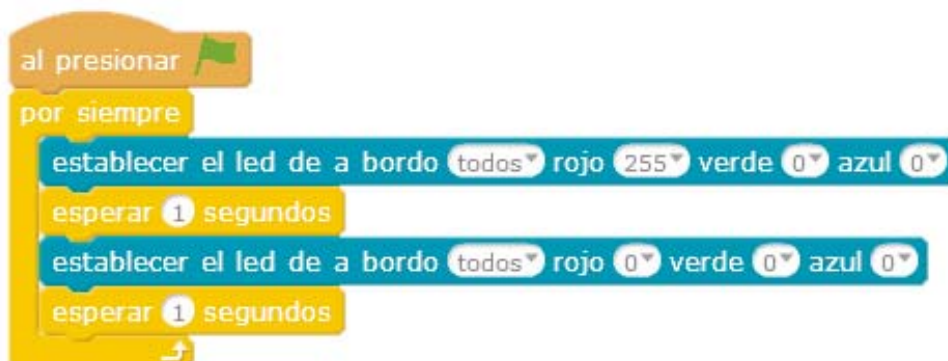 al presionar
por siempre
establecer el led de a bordo todos rojo 255 verde 0 azul 0
esperar 1 segundos
establecer el led de a bordo todos rojo 0 verde 0 azul 0
esperar 1 segundos